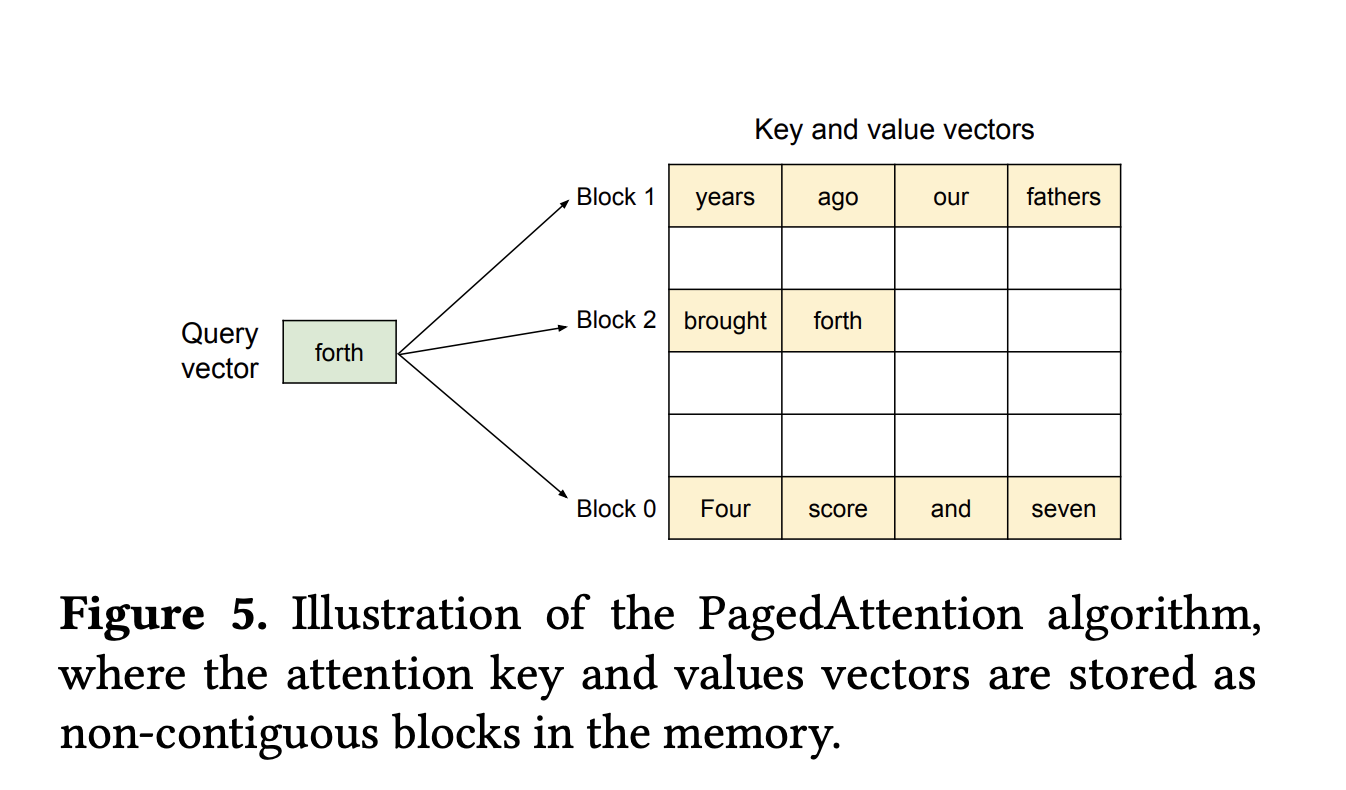 Key and value vectors
Block 1 years ago our fathers
Query vector
forth
Block 2 brought forth
Block 0 Four score and seven
Figure 5. Illustration of the PagedAttention algorithm,
where the attention key and values vectors are stored as
non-contiguous blocks in the memory.